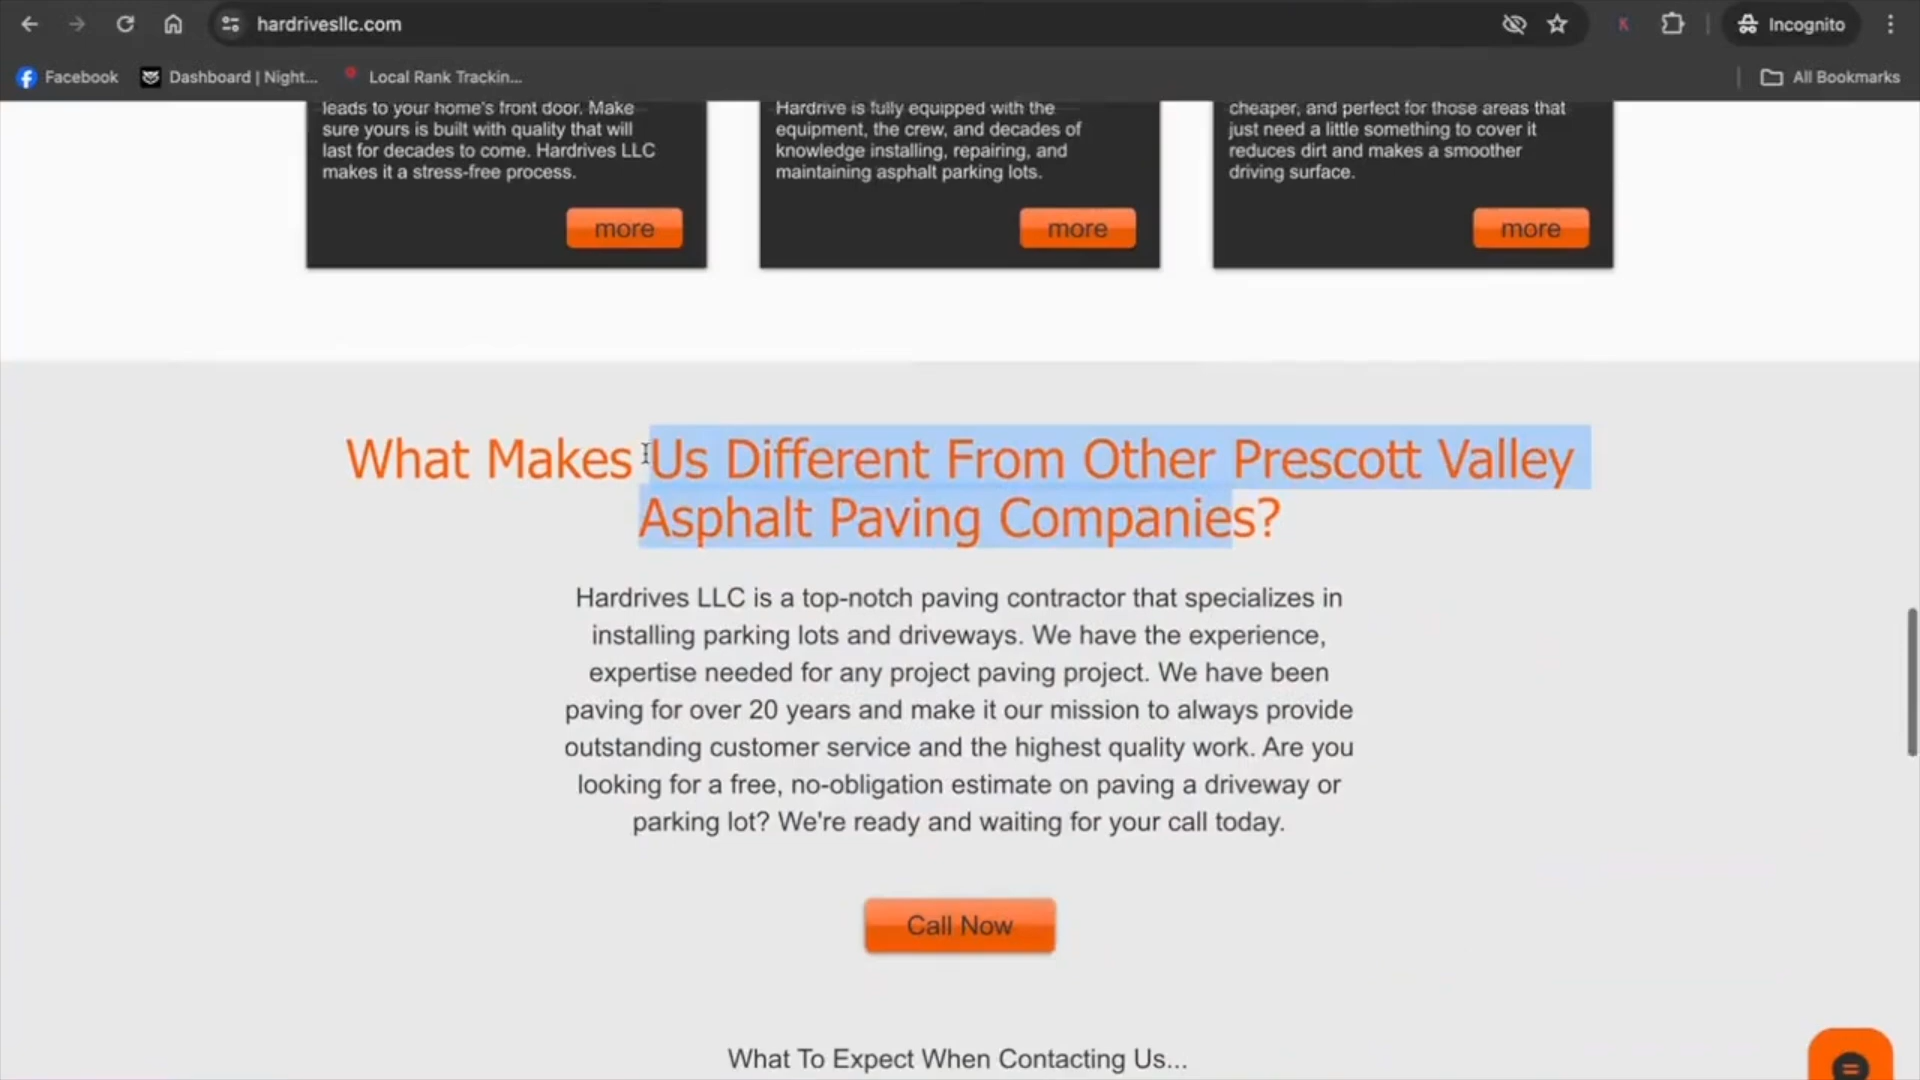 hardrivesllc.com
Incognito
Facebook
Dashboard | Night...
Local Rank Trackin...
All Bookmarks
leads to your home's front door. Make
sure yours is built with quality that will
last for decades to come. Hardrives LLC
makes it a stress-free process.
more
Hardrive is fully equipped with the
equipment, the crew, and decades of
knowledge installing, repairing, and
maintaining asphalt parking lots.
more
cheaper, and perfect for those areas that
just need a little something to cover it
reduces dirt and makes a smoother
driving surface.
more
What Makes Us Different From Other Prescott Valley
Asphalt Paving Companies?
Hardrives LLC is a top-notch paving contractor that specializes in
installing parking lots and driveways. We have the experience,
expertise needed for any project paving project. We have been
paving for over 20 years and make it our mission to always provide
outstanding customer service and the highest quality work. Are you
looking for a free, no-obligation estimate on paving a driveway or
parking lot? We're ready and waiting for your call today.
Call Now
What To Expect When Contacting Us...